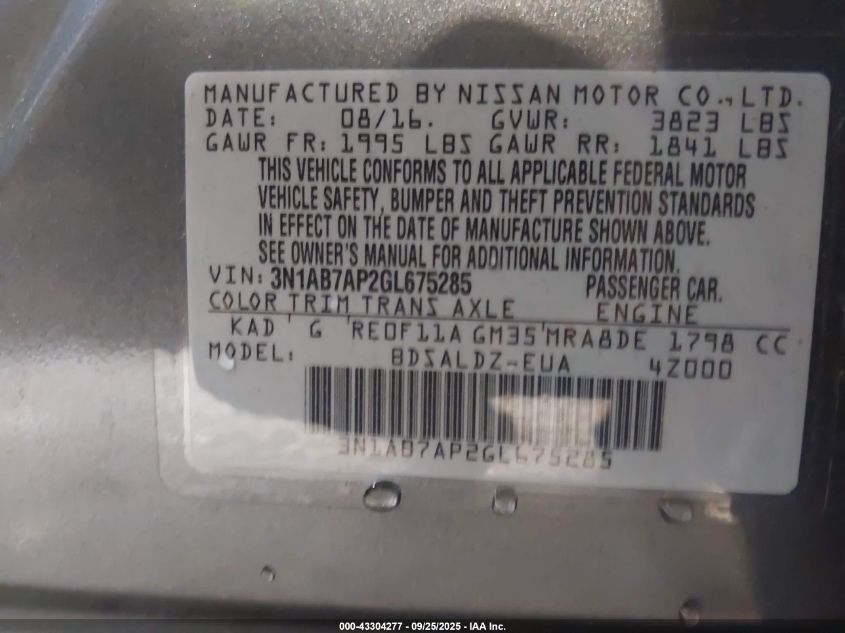 MANUFACTURED BY NISSAN MOTOR CO., LTD.
DATE: 08/16. GVWR: 3823 LBS
GAWR FR: 1995 LBS GAWR RR: 1841 LBS
THIS VEHICLE CONFORMS TO ALL APPLICABLE FEDERAL MOTOR
VEHICLE SAFETY, BUMPER AND THEFT PREVENTION STANDARDS
IN EFFECT ON THE DATE OF MANUFACTURE SHOWN ABOVE.
SEE OWNER'S MANUAL FOR ADDITIONAL INFORMATION.
VIN: 3N1AB7AP2GL675285 PASSENGER CAR.
COLOR TRIM TRANS AXLE ENGINE
KAD ' G 'RE0F11A GM35'MRA8DE 1798 CC
MODEL: BDSALDZ-EUA 4Z000
3N1AB7AP2GL675285
000-43304277 - 09/25/2025 - IAA Inc.